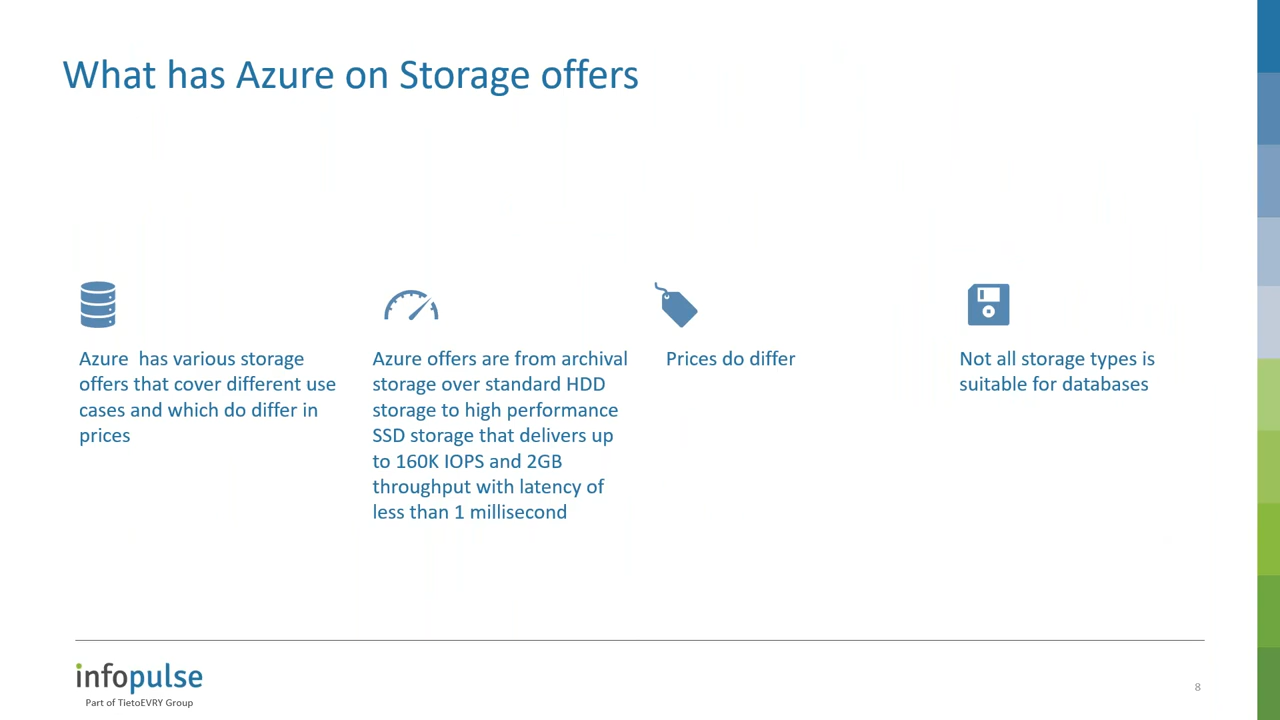 What has Azure on Storage offers
Azure  has various storage
offers that cover different use
cases and which do differ in
prices
Azure offers are from archival
storage over standard HDD
storage to high performance
SSD storage that delivers up
to 160K IOPS and 2GB
throughput with latency of
less than 1 millisecond
Prices do differ
Not all storage types is
suitable for databases
infopulse
Part of TietoEVRY Group
8